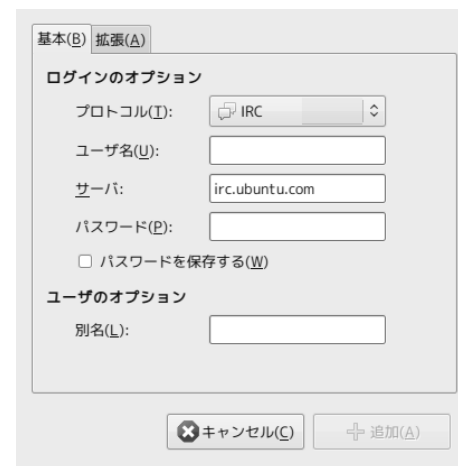 基本(B) 拡張(A)
ログインのオプション
プロトコル(T): IRC
ユーザ名(U):
サーバ: irc.ubuntu.com
パスワード(P):
パスワードを保存する(W)
ユーザのオプション
別名(L):
キャンセル(C) 追加(A)